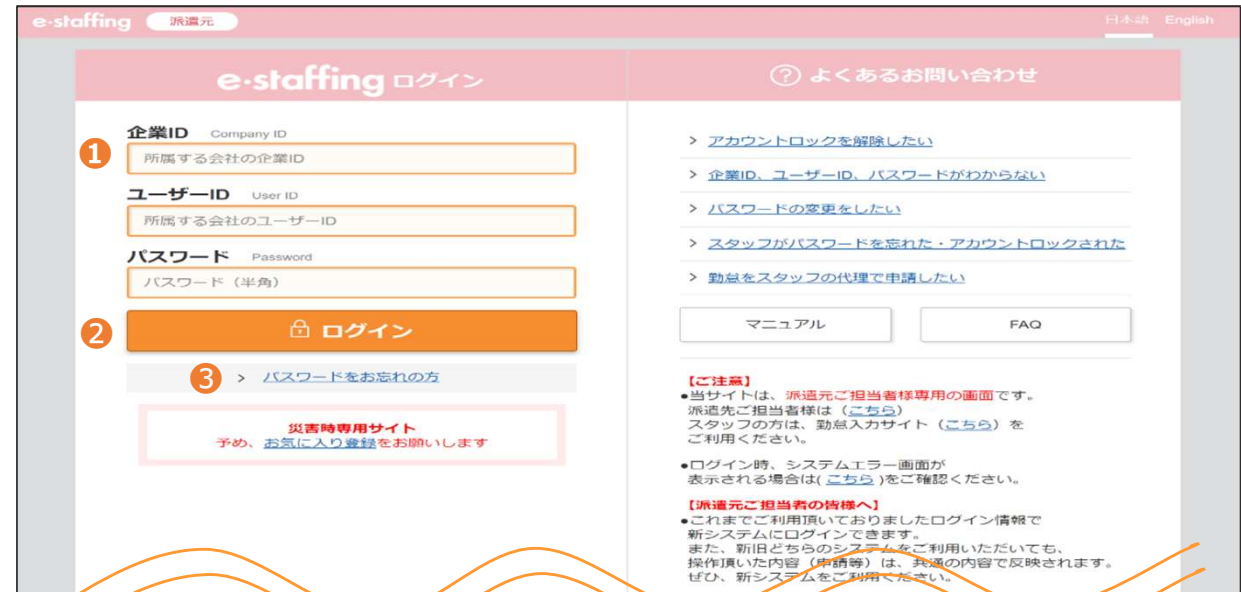 e-staffing 派遣元
日本語 English
e-staffing ログイン
企業ID Company ID
1
所属する会社の企業ID
ユーザーID User ID
所属する会社のユーザーID
パスワード Password
パスワード（半角）
2
ログイン
3 > パスワードをお忘れの方
災害時専用サイト
予め、お気に入り登録をお願いします
? よくあるお問い合わせ
> アカウントロックを解除したい
> 企業ID、ユーザーID、パスワードがわからない
> パスワードの変更をしたい
> スタッフがパスワードを忘れた・アカウントロックされた
> 勤怠をスタッフの代理で申請したい
マニュアル FAQ
【ご注意】
●当サイトは、派遣元ご担当者様専用の画面です。
派遣先ご担当者様は（こちら）
スタッフの方は、勤怠入力サイト（こちら）を
ご利用ください。
●ログイン時、システムエラー画面が
表示される場合は( こちら )をご確認ください。
【派遣元ご担当者の皆様へ】
●これまでご利用頂いておりましたログイン情報で
新システムにログインできます。
また、新旧どちらのシステムをご利用いただいても、
操作頂いた内容（申請等）は、共通の内容で反映されます。
ぜひ、新システムをご利用ください。